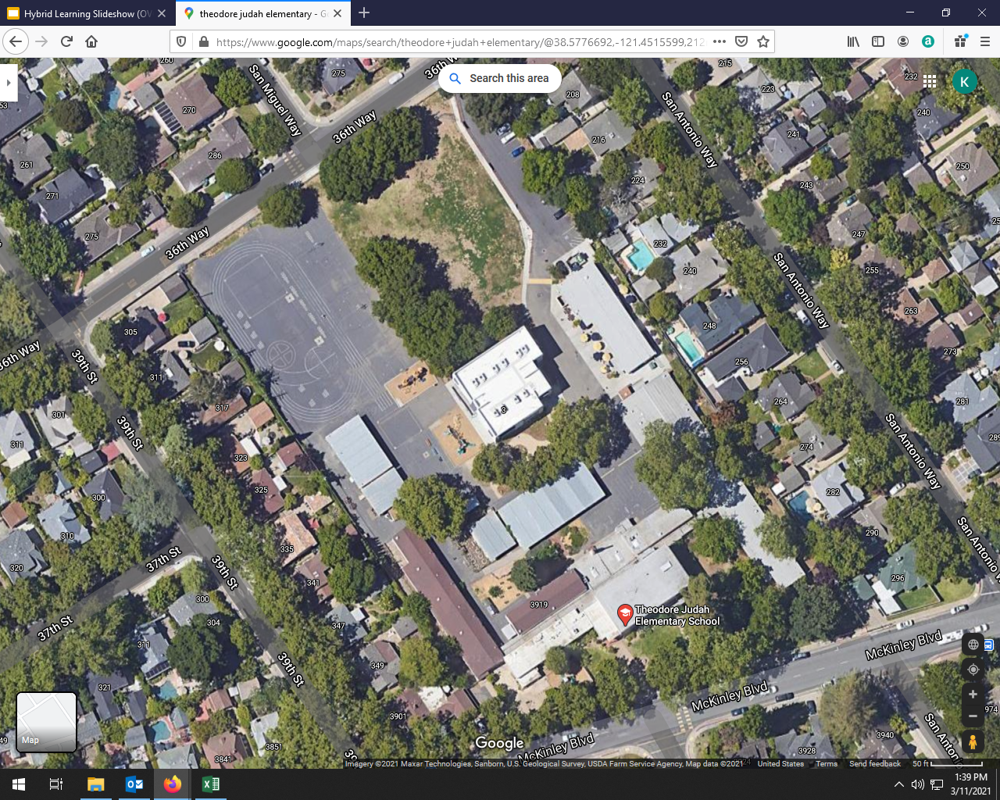 Hybrid Learning Slideshow (OV
theodore judah elementary - G
https://www.google.com/maps/search/theodore+judah+elementary/@38.5776692,-121.4515599,212
Search this area
K
260
275
36th W
215
223
232
53
270
San Miguel Way
208
San Antonio Way
240
36th Way
216
241
286
261
250
224
271
243
275
247
36th Way
232
240
San Antonio Way
255
263
305
248
273
36th Way
39th St
256
311
264
281
317
3
301
39th St
San Antonio Way
289
311
274
323
325
300
282
310
290
335
San Antonio W
320
37th St
39th St
341
296
300
3919
Theodore Judah
Elementary School
37th St
304
347
311
McKinley Blvd
349
39th St
321
McKinley Blvd
974
3901
San Antonio
3940
Map
49
3851
Google
McKinley Blvd
3841
3928
Imagery ©2021 Maxar Technologies, Sanborn, U.S. Geological Survey, USDA Farm Service Agency, Map data ©2021 United States Terms Send feedback 50 ft
1:39 PM
3/11/2021